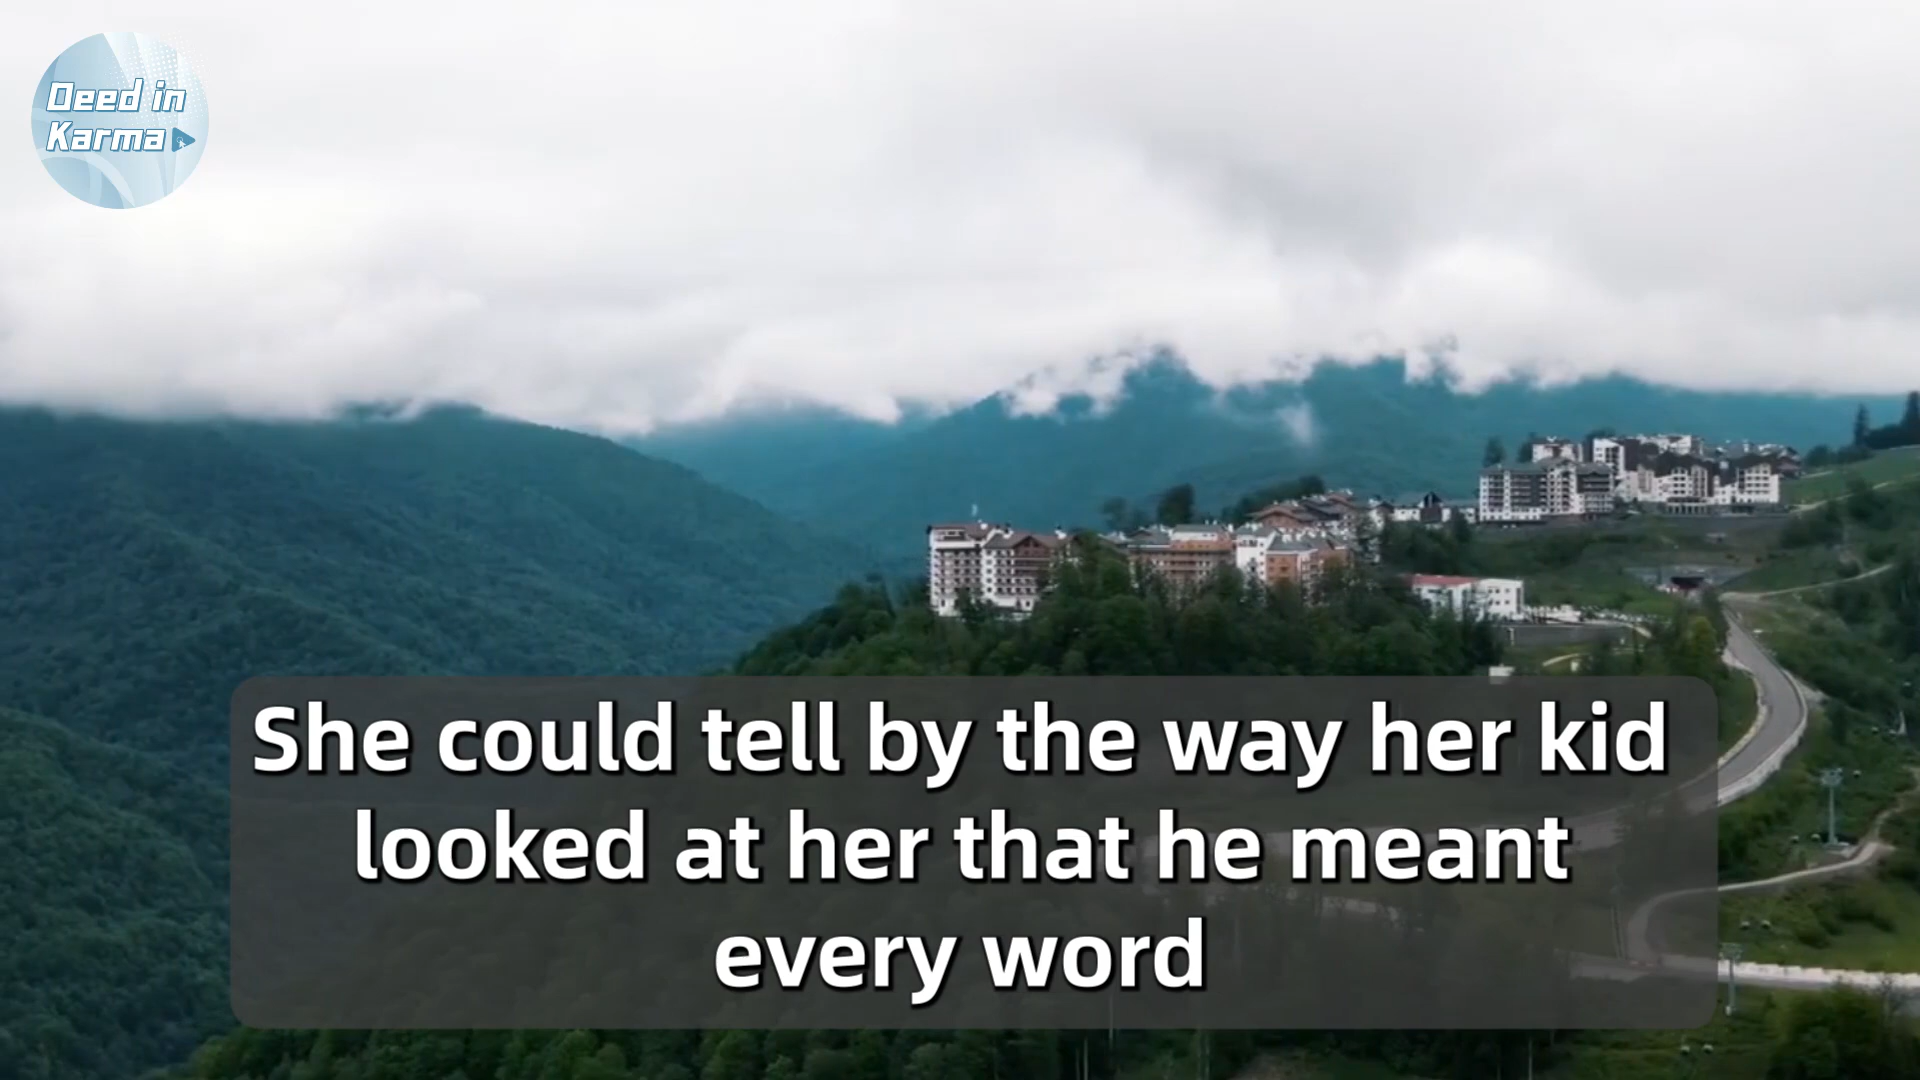 Deed in
Karma
She could tell by the way her kid
looked at her that he meant
every word